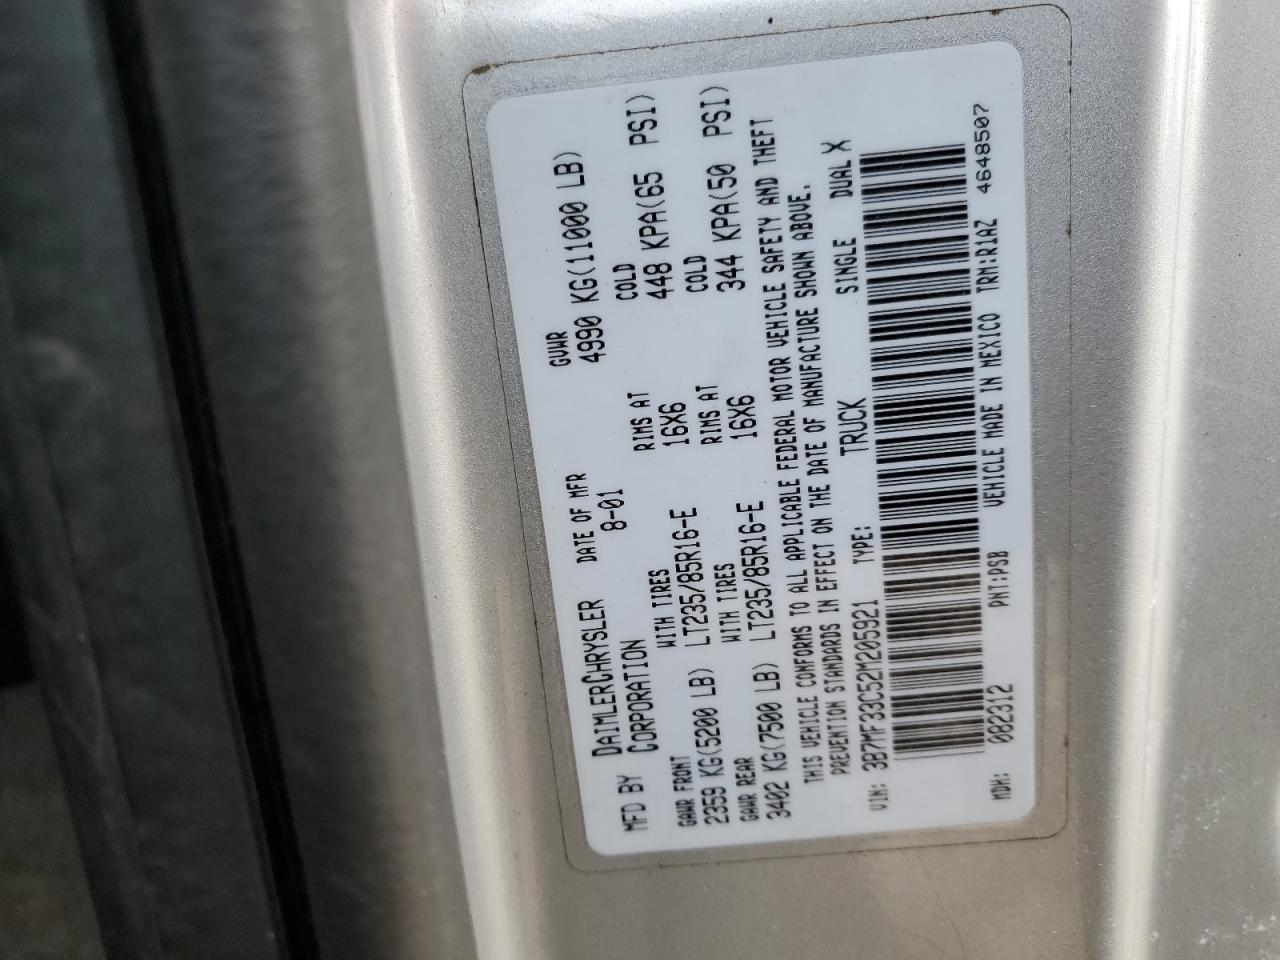 MFD BY DAIMLERCHRYSLER CORPORATION DATE OF MFR 8-01 GVWR 4990 KG(11000 LB)
GAWR FRONT WITH TIRES RIMS AT COLD
2359 KG(5200 LB) LT235/85R16-E 16X6 448 KPA(65 PSI)
GAWR REAR WITH TIRES RIMS AT COLD
3402 KG(7500 LB) LT235/85R16-E 16X6 344 KPA(50 PSI)
THIS VEHICLE CONFORMS TO ALL APPLICABLE FEDERAL MOTOR VEHICLE SAFETY AND THEFT
PREVENTION STANDARDS IN EFFECT ON THE DATE OF MANUFACTURE SHOWN ABOVE.
VIN: 3B7MF33C52M205921 TYPE: TRUCK SINGLE DUAL X
MDH: 082312 PNT:PSB VEHICLE MADE IN MEXICO TRM:R1AZ 4648507